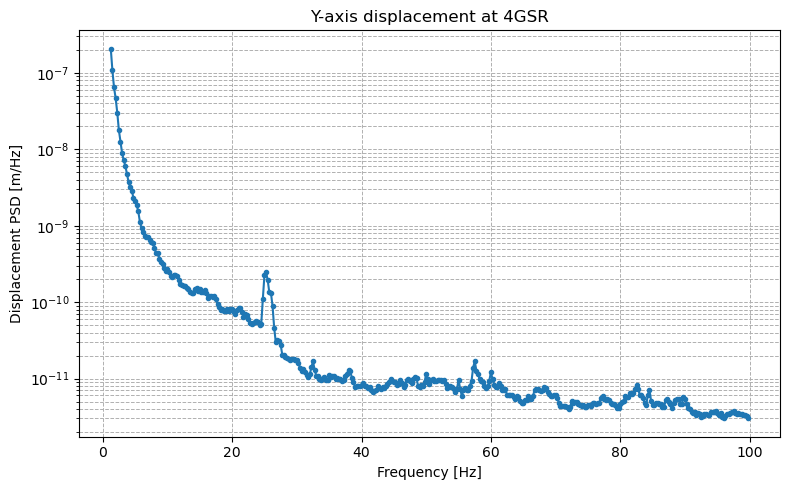 Y-axis displacement at 4GSR
Displacement PSD [m/Hz]
10⁻⁷
10⁻⁸
10⁻⁹
10⁻¹⁰
10⁻¹¹
0 20 40 60 80 100
Frequency [Hz]